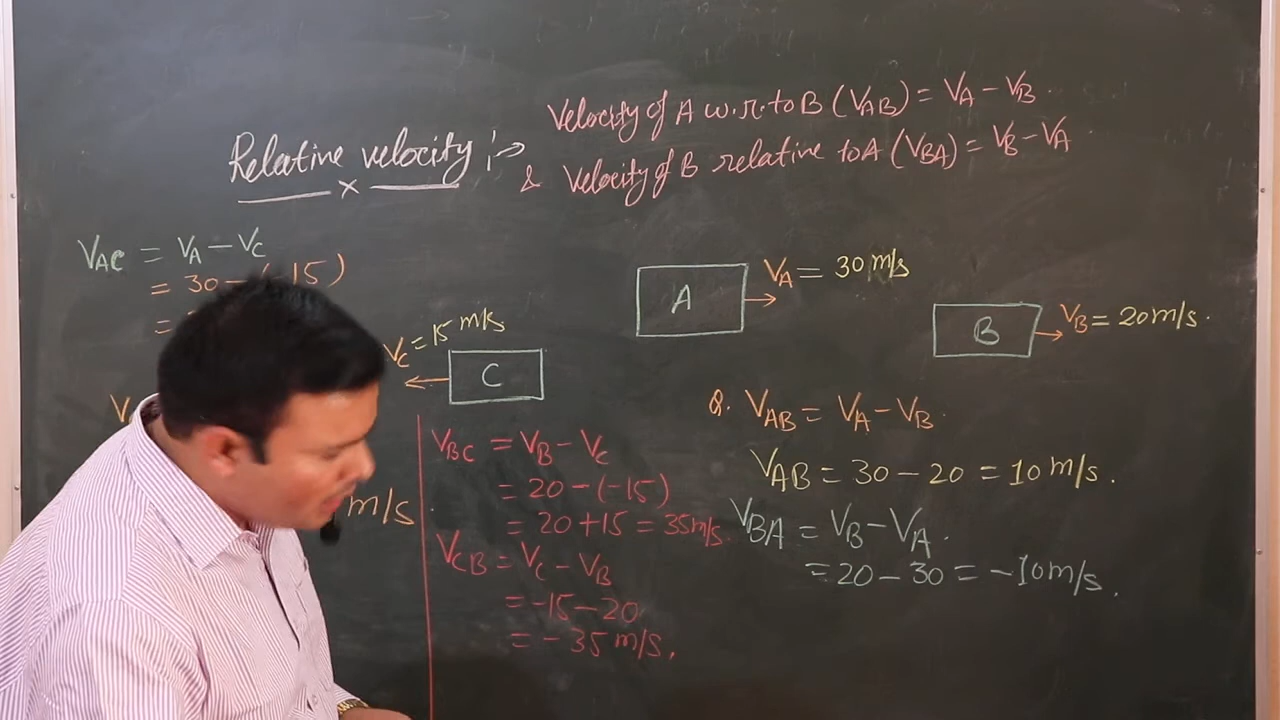 Relative velocity :→
Velocity of A w.r.to B (VAB) = VA − VB.
& Velocity of B relative to A (VBA) = VB − VA
VAC = VA − VC
= 30 − (−15)
=
VC = 15 m/s
C
A
VA = 30 m/s
B
VB = 20 m/s.
m/s.
VBC = VB − VC
= 20 − (−15)
= 20 + 15 = 35 m/s.
VCB = VC − VB
= −15 − 20
= − 35 m/s.
Q. VAB = VA − VB.
VAB = 30 − 20 = 10 m/s.
VBA = VB − VA.
= 20 − 30 = −10 m/s.